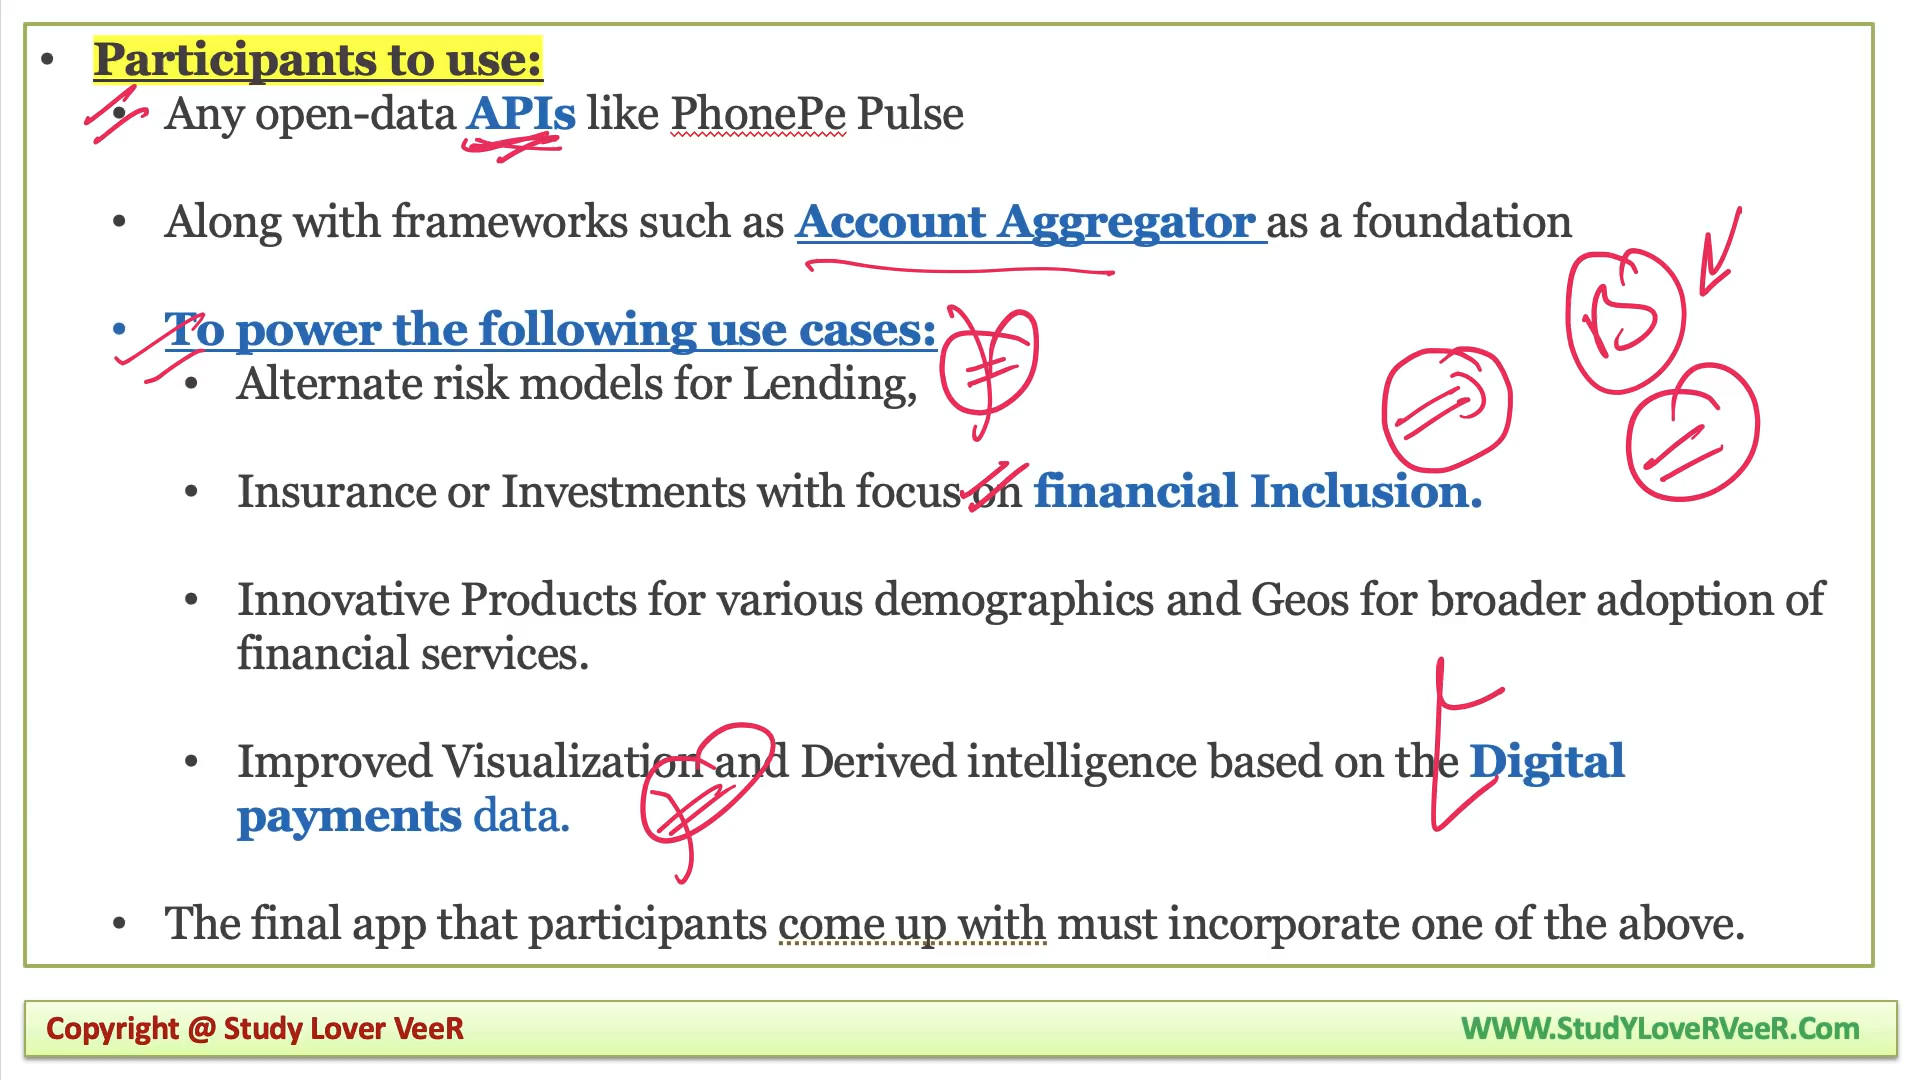 Participants to use:
Any open-data APIs like PhonePe Pulse
Along with frameworks such as Account Aggregator as a foundation
To power the following use cases:
Alternate risk models for Lending,
Insurance or Investments with focus on financial Inclusion.
Innovative Products for various demographics and Geos for broader adoption of
financial services.
Improved Visualization and Derived intelligence based on the Digital
payments data.
The final app that participants come up with must incorporate one of the above.
Copyright @ Study Lover VeeR
WWW.StudYLoveRVeeR.Com